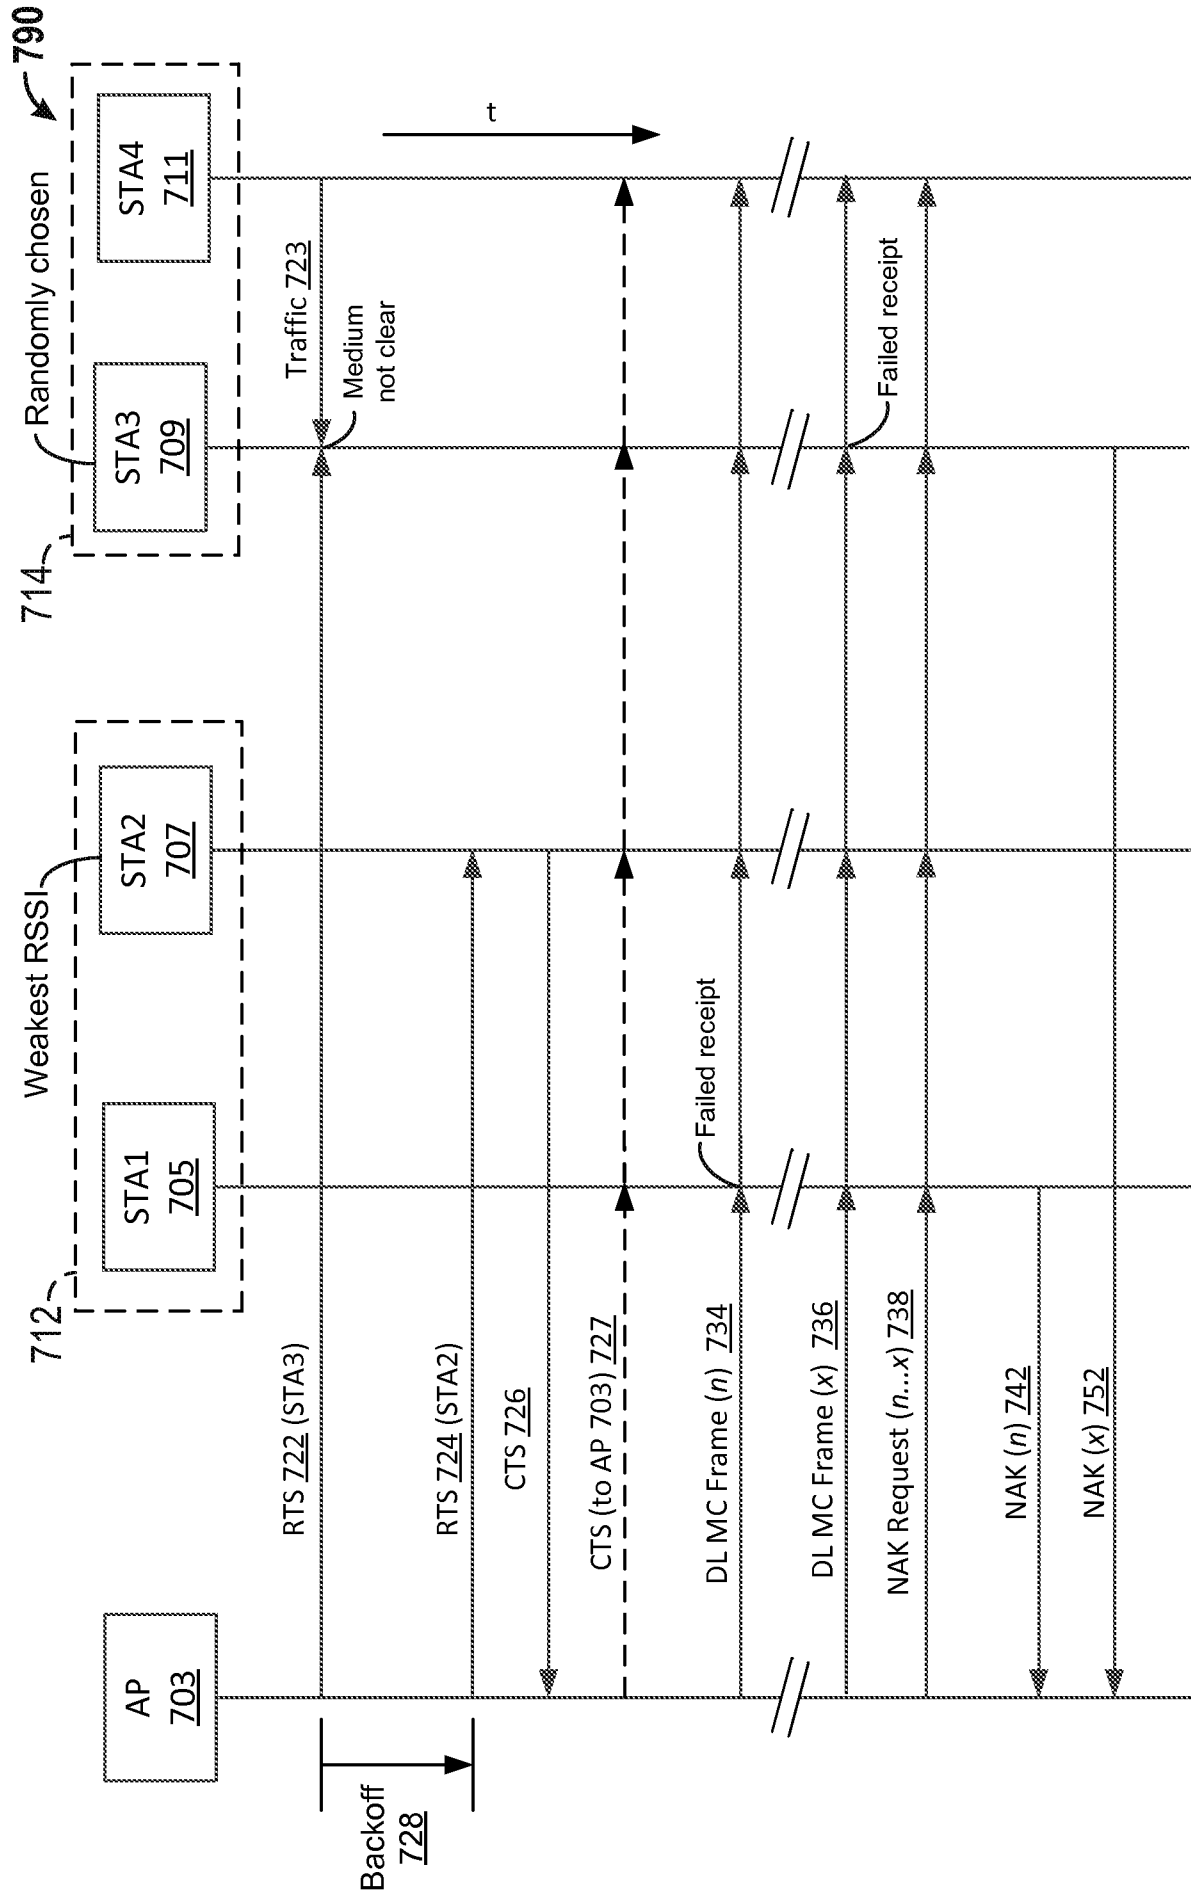 790
Weakest RSSI
Randomly chosen
712
714
AP
703
STA1
705
STA2
707
STA3
709
STA4
711
t
Backoff
728
RTS 722 (STA3)
Traffic 723
Medium
not clear
RTS 724 (STA2)
CTS 726
CTS (to AP 703) 727
DL MC Frame (n) 734
Failed receipt
DL MC Frame (x) 736
Failed receipt
NAK Request (n...x) 738
NAK (n) 742
NAK (x) 752